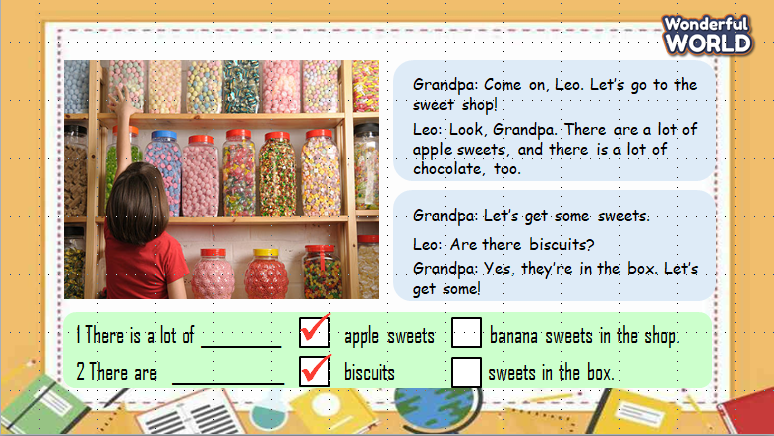 Wonderful
WORLD
Grandpa: Come on, Leo. Let's go to the
sweet shop!
Leo: Look, Grandpa. There are a lot of
apple sweets, and there is a lot of
chocolate, too.
Grandpa: Let's get some sweets.
Leo: Are there biscuits?
Grandpa: Yes, they're in the box. Let's
get some!
1 There is a lot of ________ apple sweets banana sweets in the shop.
2 There are ___________ biscuits sweets in the box.